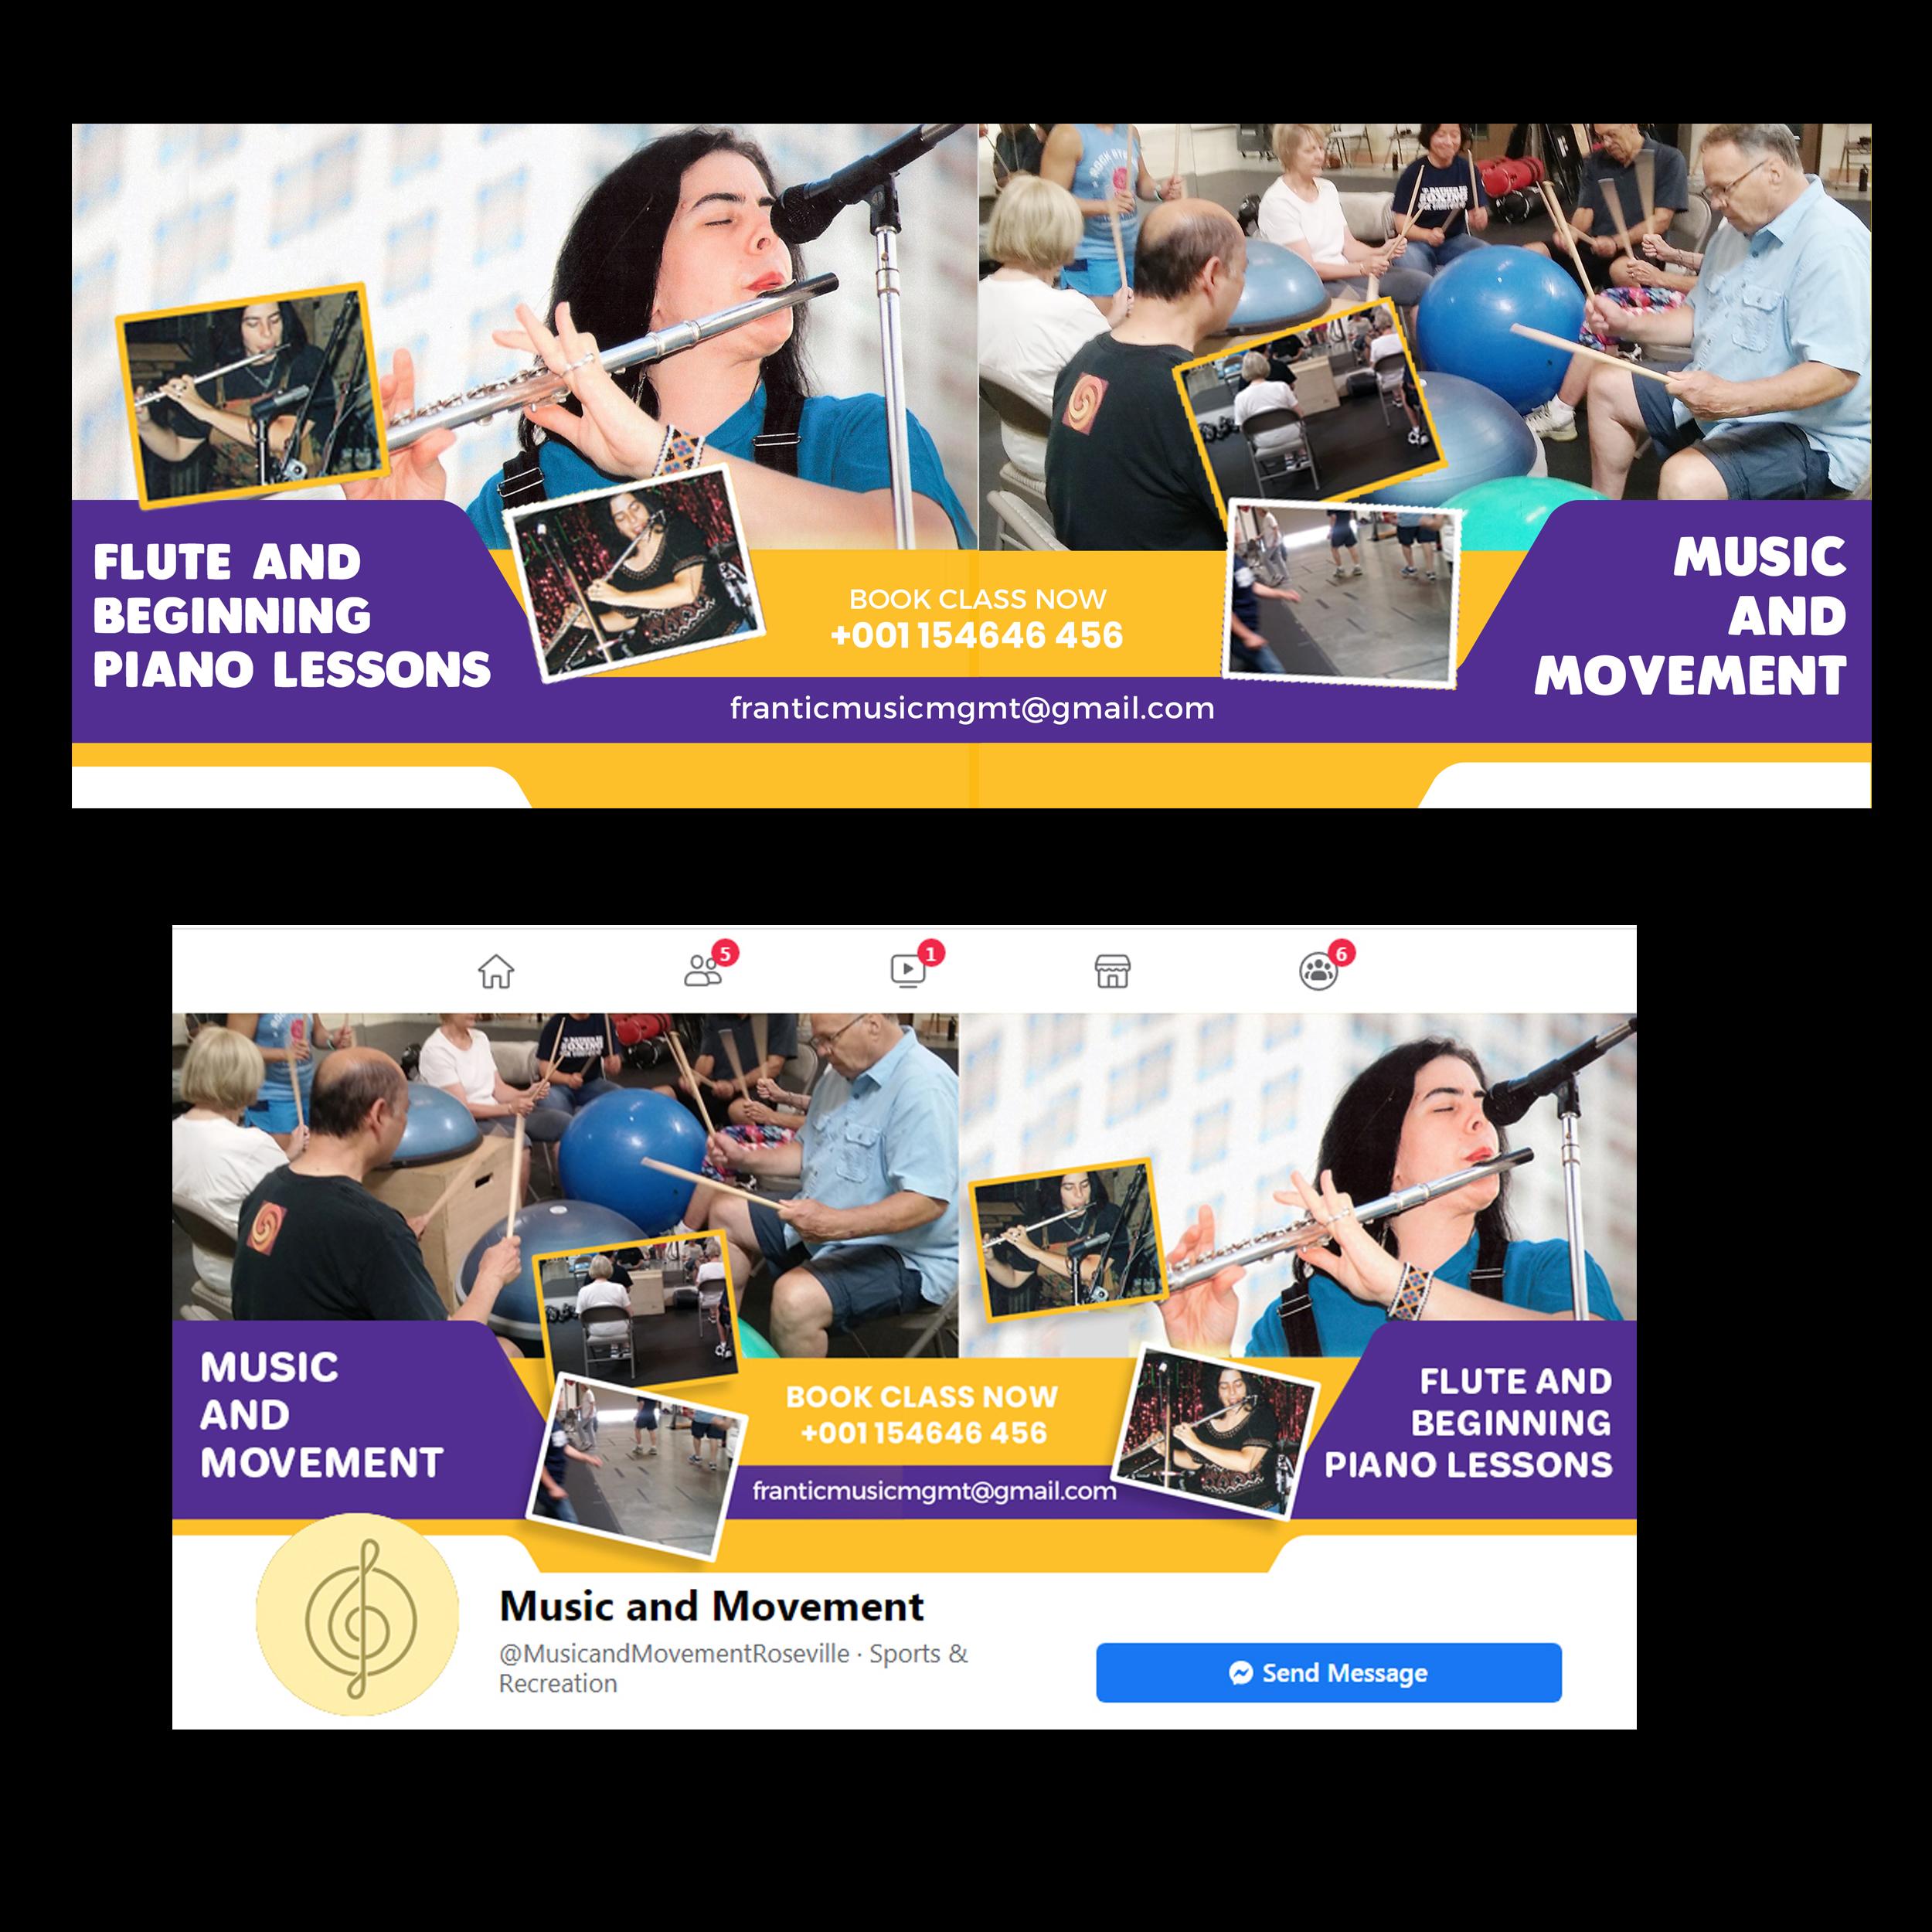 FLUTE AND
BEGINNING
PIANO LESSONS
BOOK CLASS NOW
+001 154646 456
franticmusicmgmt@gmail.com
MUSIC
AND
MOVEMENT
5
1
6
MUSIC
AND
MOVEMENT
BOOK CLASS NOW
+001 154646 456
franticmusicmgmt@gmail.com
FLUTE AND
BEGINNING
PIANO LESSONS
Music and Movement
@MusicandMovementRoseville · Sports &
Recreation
Send Message